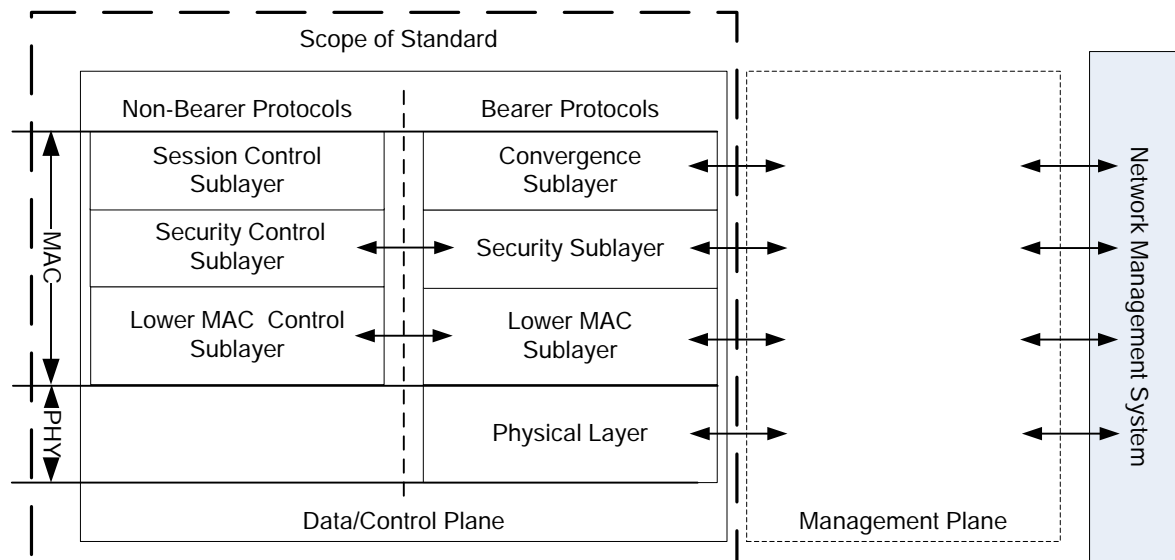 Scope of Standard
Non-Bearer Protocols
Bearer Protocols
Session Control
Sublayer
Convergence
Sublayer
Security Control
Sublayer
Security Sublayer
Lower MAC Control
Sublayer
Lower MAC
Sublayer
MAC
PHY
Physical Layer
Data/Control Plane
Management Plane
Network Management System